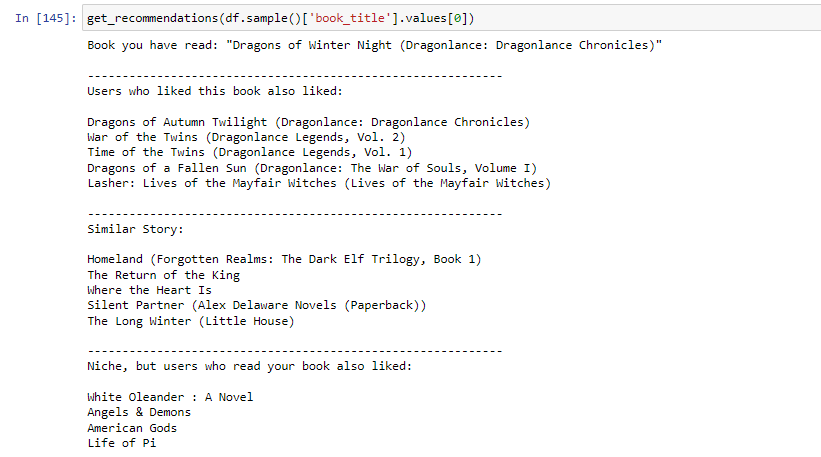 In [145]: get_recommendations(df.sample()['book_title'].values[0])
Book you have read: "Dragons of Winter Night (Dragonlance: Dragonlance Chronicles)"
------------------------------------------------------------
Users who liked this book also liked:
Dragons of Autumn Twilight (Dragonlance: Dragonlance Chronicles)
War of the Twins (Dragonlance Legends, Vol. 2)
Time of the Twins (Dragonlance Legends, Vol. 1)
Dragons of a Fallen Sun (Dragonlance: The War of Souls, Volume I)
Lasher: Lives of the Mayfair Witches (Lives of the Mayfair Witches)
------------------------------------------------------------
Similar Story:
Homeland (Forgotten Realms: The Dark Elf Trilogy, Book 1)
The Return of the King
Where the Heart Is
Silent Partner (Alex Delaware Novels (Paperback))
The Long Winter (Little House)
------------------------------------------------------------
Niche, but users who read your book also liked:
White Oleander : A Novel
Angels & Demons
American Gods
Life of Pi